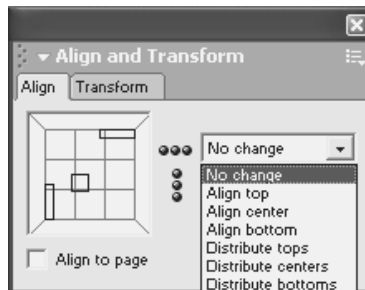 Align and Transform
Align Transform
No change
No change
Align top
Align center
Align bottom
Distribute tops
Distribute centers
Distribute bottoms
Align to page